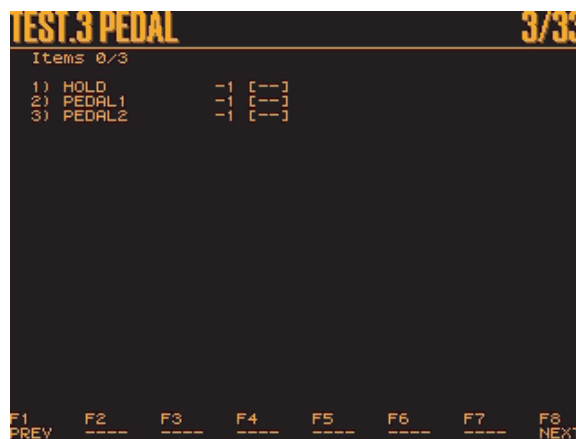 TEST.3 PEDAL 3/33
Items 0/3
1) HOLD -1 [--]
2) PEDAL1 -1 [--]
3) PEDAL2 -1 [--]
F1 F2 F3 F4 F5 F6 F7 F8
PREV ---- ---- ---- ---- ---- ---- NEXT